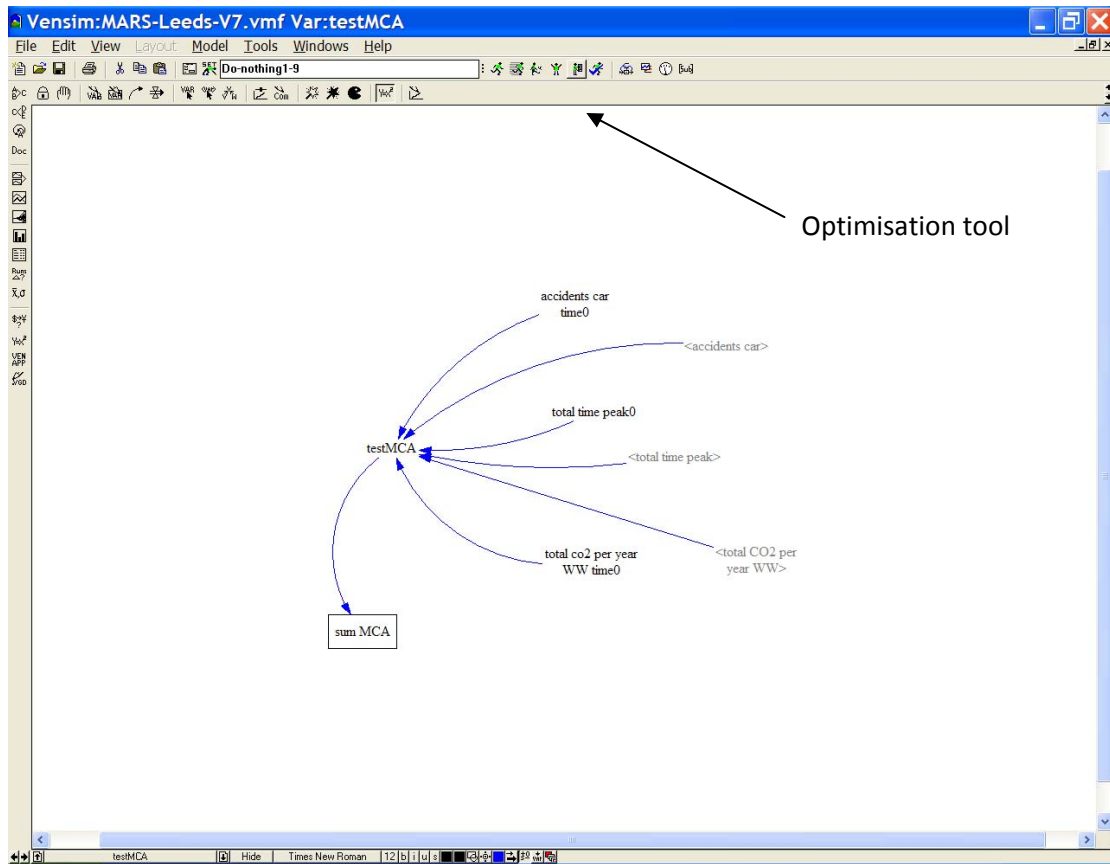 Vensim:MARS-Leeds-V7.vmf Var:testMCA
File Edit View Layout Model Tools Windows Help
Do-nothing1-9
Doc
Optimisation tool
accidents car
time0
<accidents car>
total time peak0
testMCA
<total time peak>
total co2 per year
WW time0
<total CO2 per
year WW>
sum MCA
VEN
APP
testMCA Hide Times New Roman 12 b i u s